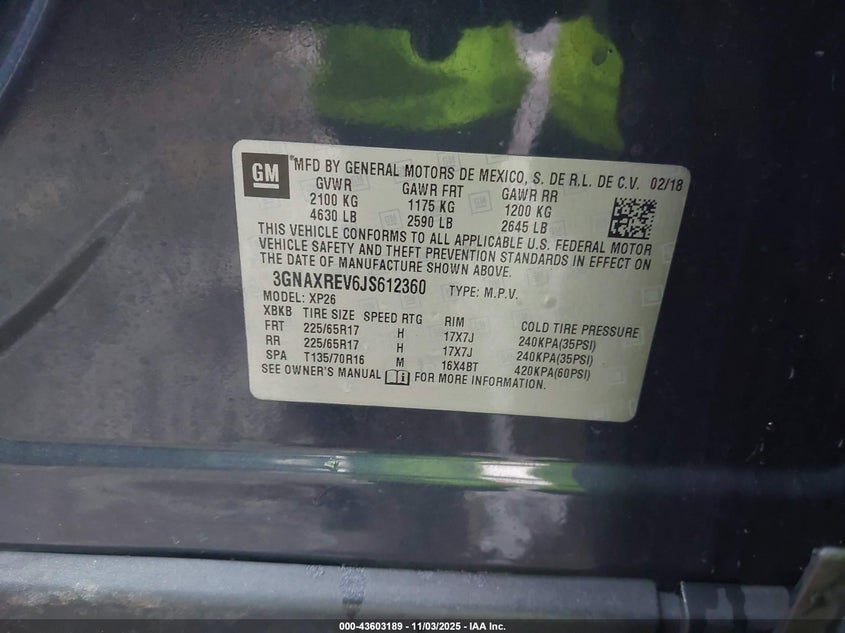 GM
MFD BY GENERAL MOTORS DE MEXICO, S. DE R.L. DE C.V. 02/18
GVWR GAWR FRT GAWR RR
2100 KG 1175 KG 1200 KG
4630 LB 2590 LB 2645 LB
THIS VEHICLE CONFORMS TO ALL APPLICABLE U.S. FEDERAL MOTOR
VEHICLE SAFETY AND THEFT PREVENTION STANDARDS IN EFFECT ON
THE DATE OF MANUFACTURE SHOWN ABOVE.
3GNAXREV6JS612360 TYPE: M.P.V.
MODEL: XP26
XBKB TIRE SIZE SPEED RTG RIM COLD TIRE PRESSURE
FRT 225/65R17 H 17X7J 240KPA(35PSI)
RR 225/65R17 H 17X7J 240KPA(35PSI)
SPA T135/70R16 M 16X4BT 420KPA(60PSI)
SEE OWNER'S MANUAL FOR MORE INFORMATION.
000-43603189 - 11/03/2025 - IAA Inc.